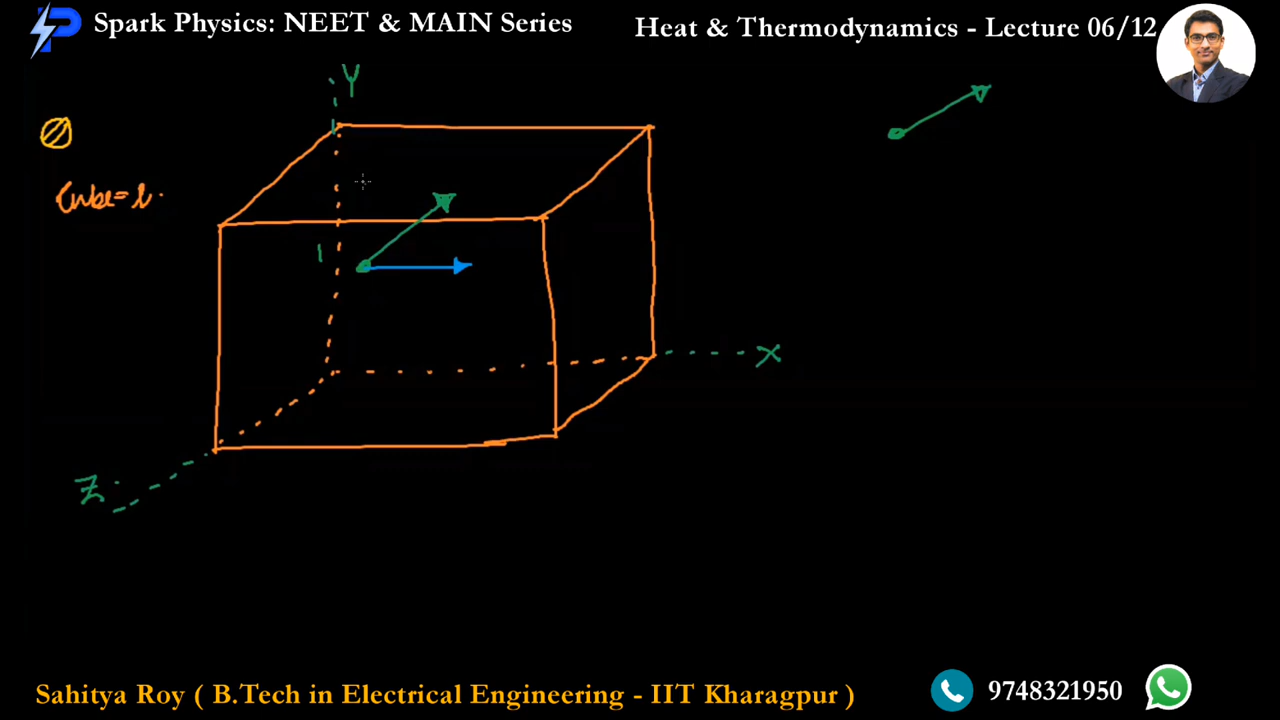 Spark Physics: NEET & MAIN Series
Heat & Thermodynamics - Lecture 06/12
Y
Cube = l.
X
Z
Sahitya Roy ( B.Tech in Electrical Engineering - IIT Kharagpur )
9748321950